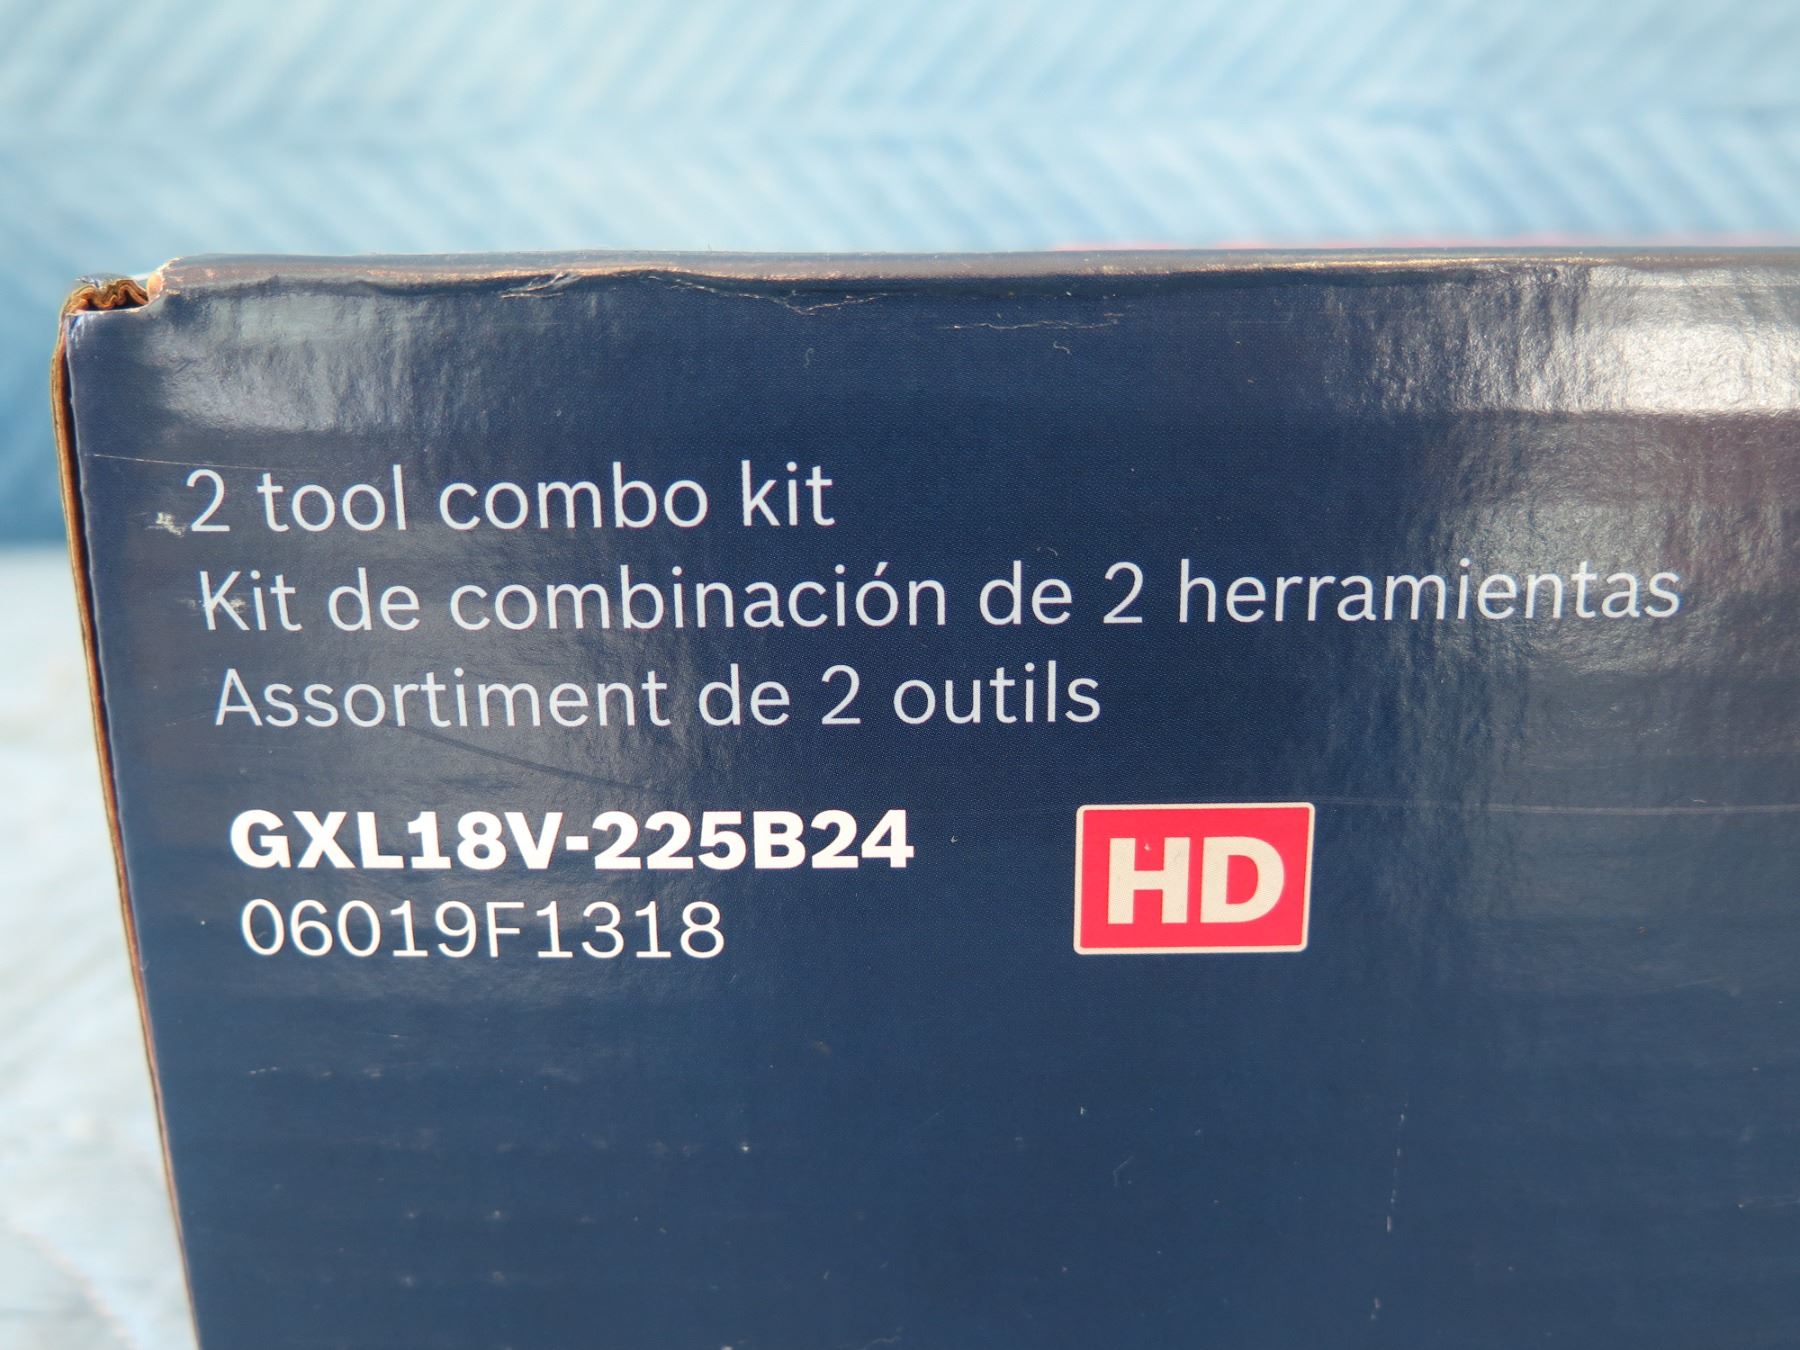 2 tool combo kit
Kit de combinación de 2 herramientas
Assortiment de 2 outils
GXL18V-225B24
HD
06019F1318